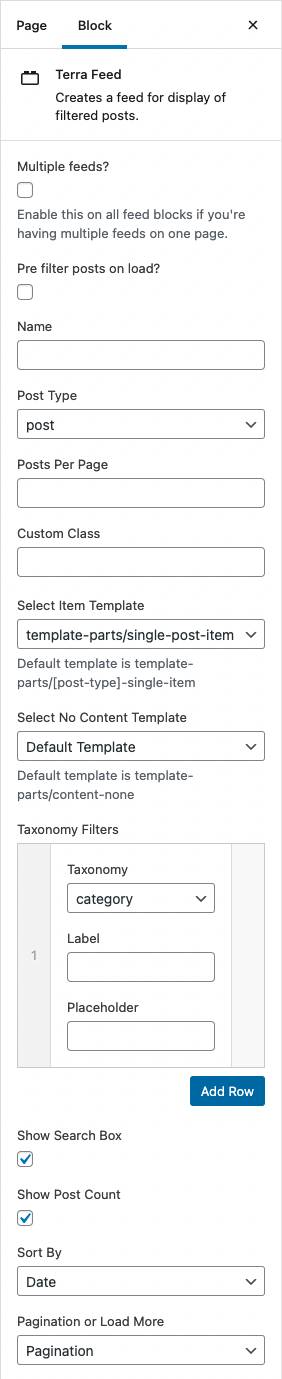 Page Block ×
Terra Feed
Creates a feed for display of
filtered posts.
Multiple feeds?
Enable this on all feed blocks if you're
having multiple feeds on one page.
Pre filter posts on load?
Name
Post Type
post
Posts Per Page
Custom Class
Select Item Template
template-parts/single-post-item
Default template is template-
parts/[post-type]-single-item
Select No Content Template
Default Template
Default template is template-
parts/content-none
Taxonomy Filters
Taxonomy
category
1
Label
Placeholder
Add Row
Show Search Box
Show Post Count
Sort By
Date
Pagination or Load More
Pagination